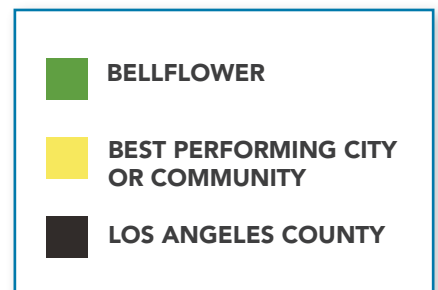 BELLFLOWER
BEST PERFORMING CITY
OR COMMUNITY
LOS ANGELES COUNTY